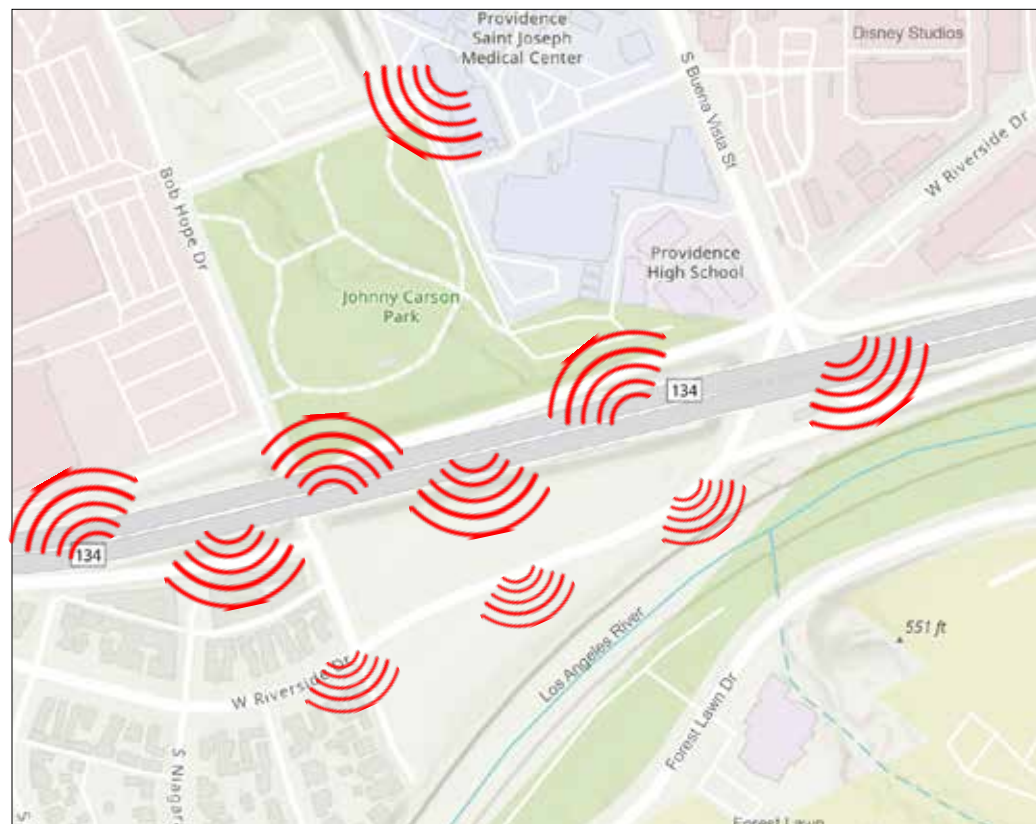 Providence
Saint Joseph
Medical Center
Disney Studios
S Buena Vista St
W Riverside Dr
Bob Hope Dr
Providence
High School
Johnny Carson
Park
134
134
551 ft
Los Angeles River
W Riverside Dr
Forest Lawn Dr
S Niagar
S
Forest Lawn